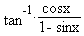 tan⁻¹ cosx / 1- sinx